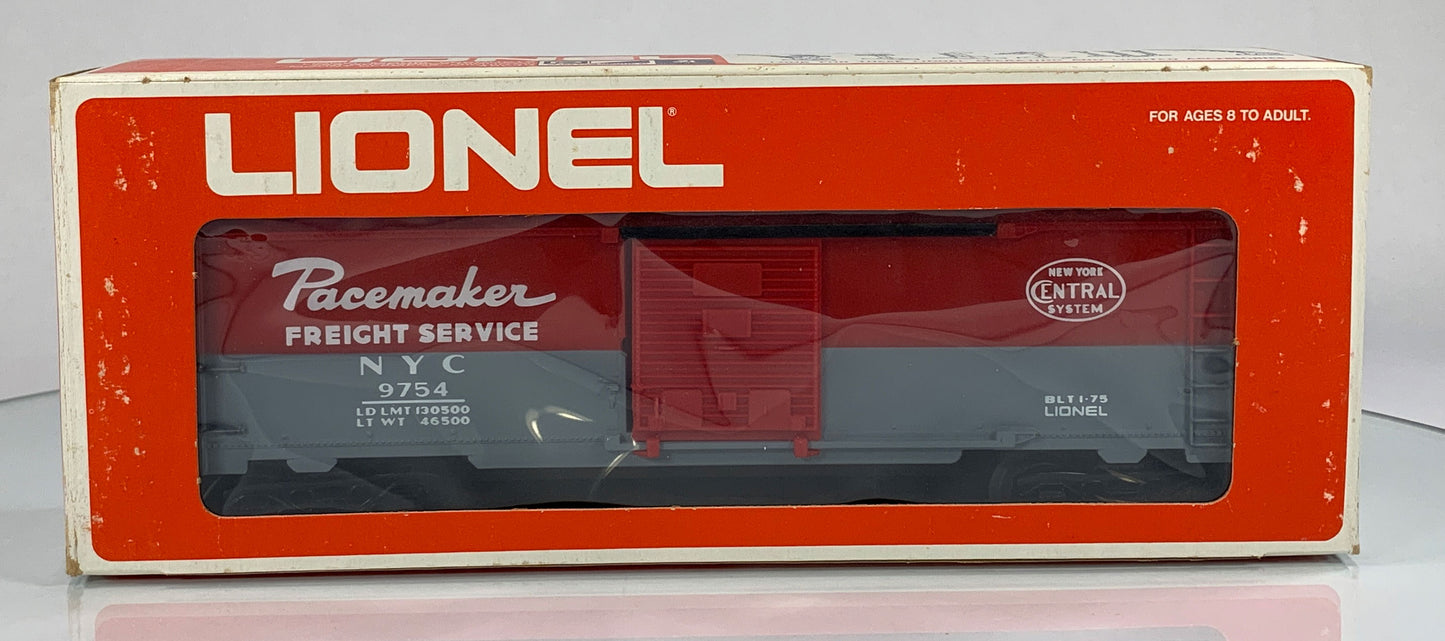 LIONEL®
FOR AGES 8 TO ADULT.
Pacemaker
FREIGHT SERVICE
N Y C
9754
LD LMT 130500
LT WT 46500
NEW YORK
CENTRAL
SYSTEM
BLT 1-75
LIONEL